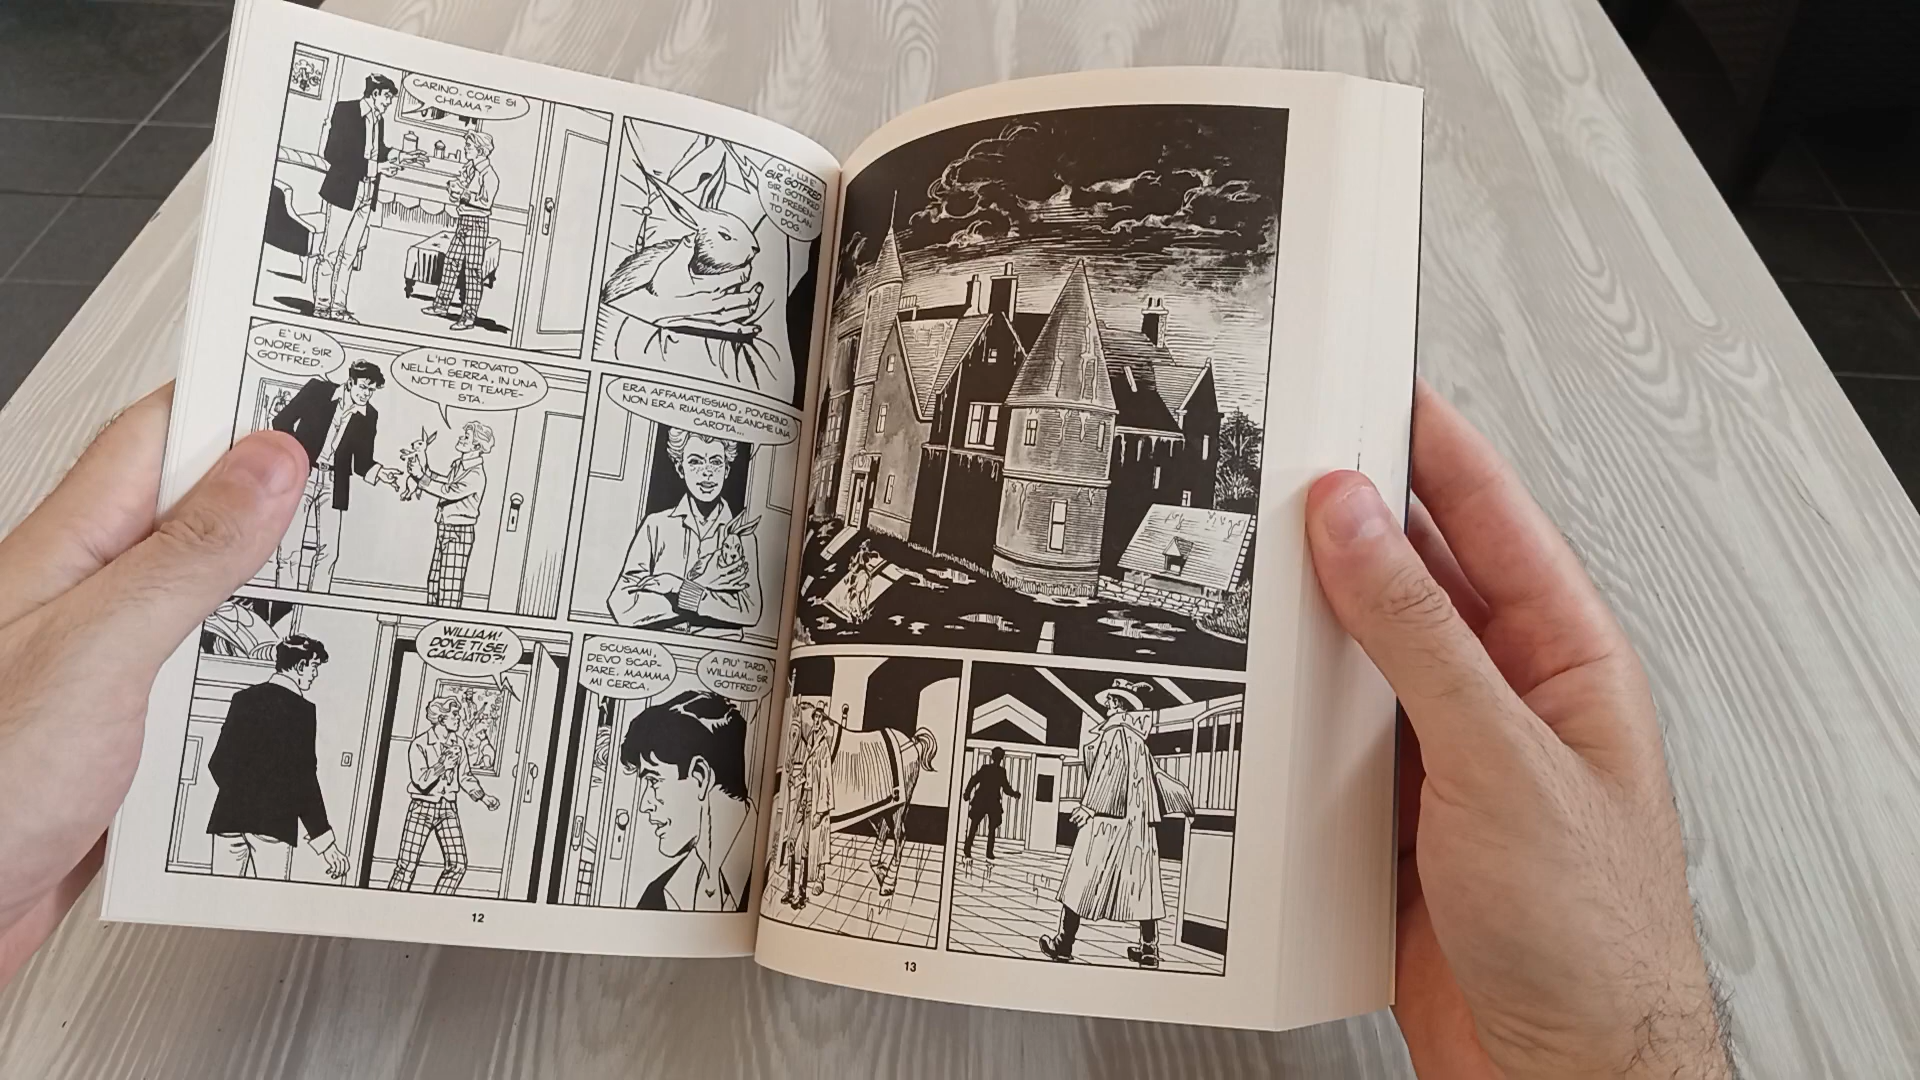 CARINO. COME SI
CHIAMA?
OH, LUI E'
SIR GOTFRED.
SIR GOTFRED
TI PRESEN-
TO DYLAN
DOG.
E' UN
ONORE, SIR
GOTFRED.
L'HO TROVATO
NELLA SERRA, IN UNA
NOTTE DI TEMPE-
STA.
ERA AFFAMATISSIMO, POVERINO.
NON ERA RIMASTA NEANCHE UNA
CAROTA...
WILLIAM!
DOVE TI SEI
CACCIATO?!
SCUSAMI,
DEVO SCAP-
PARE. MAMMA
MI CERCA.
A PIU' TARDI,
WILLIAM... SIR
GOTFRED!
12
13